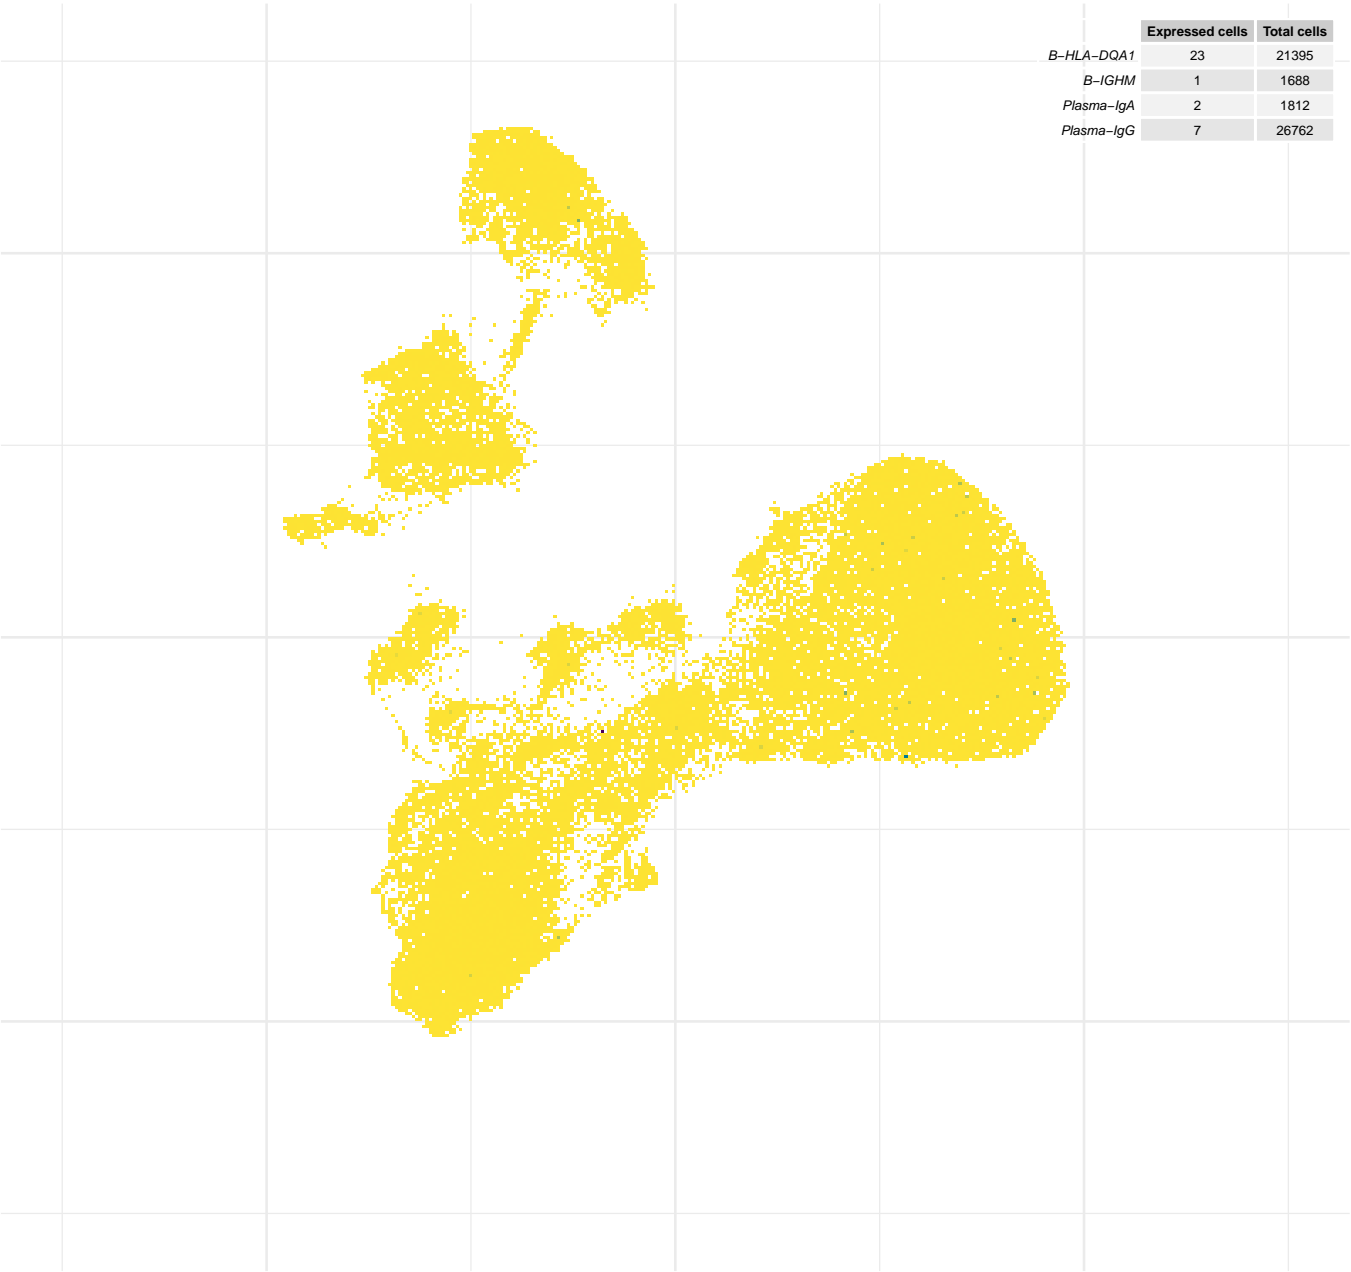 Expressed cells Total cells
B−HLA−DQA1 23 21395
B−IGHM 1 1688
Plasma−IgA 2 1812
Plasma−IgG 7 26762